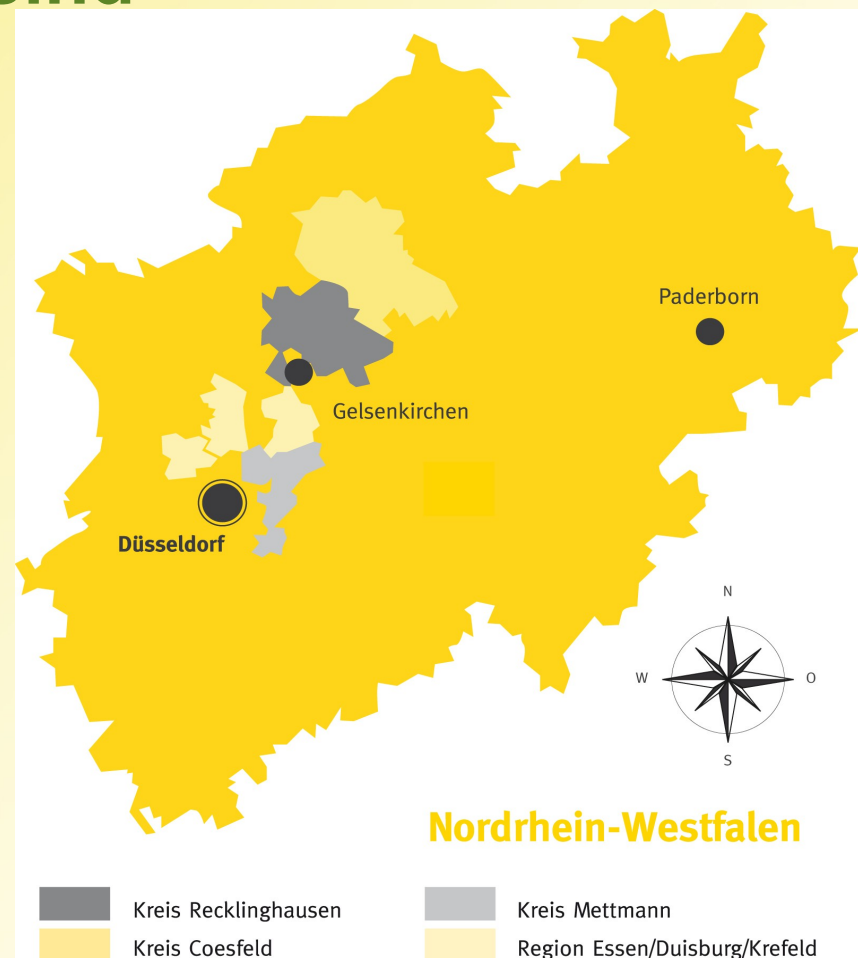 Paderborn
Gelsenkirchen
Düsseldorf
N
W
O
S
Nordrhein-Westfalen
Kreis Recklinghausen
Kreis Mettmann
Kreis Coesfeld
Region Essen/Duisburg/Krefeld